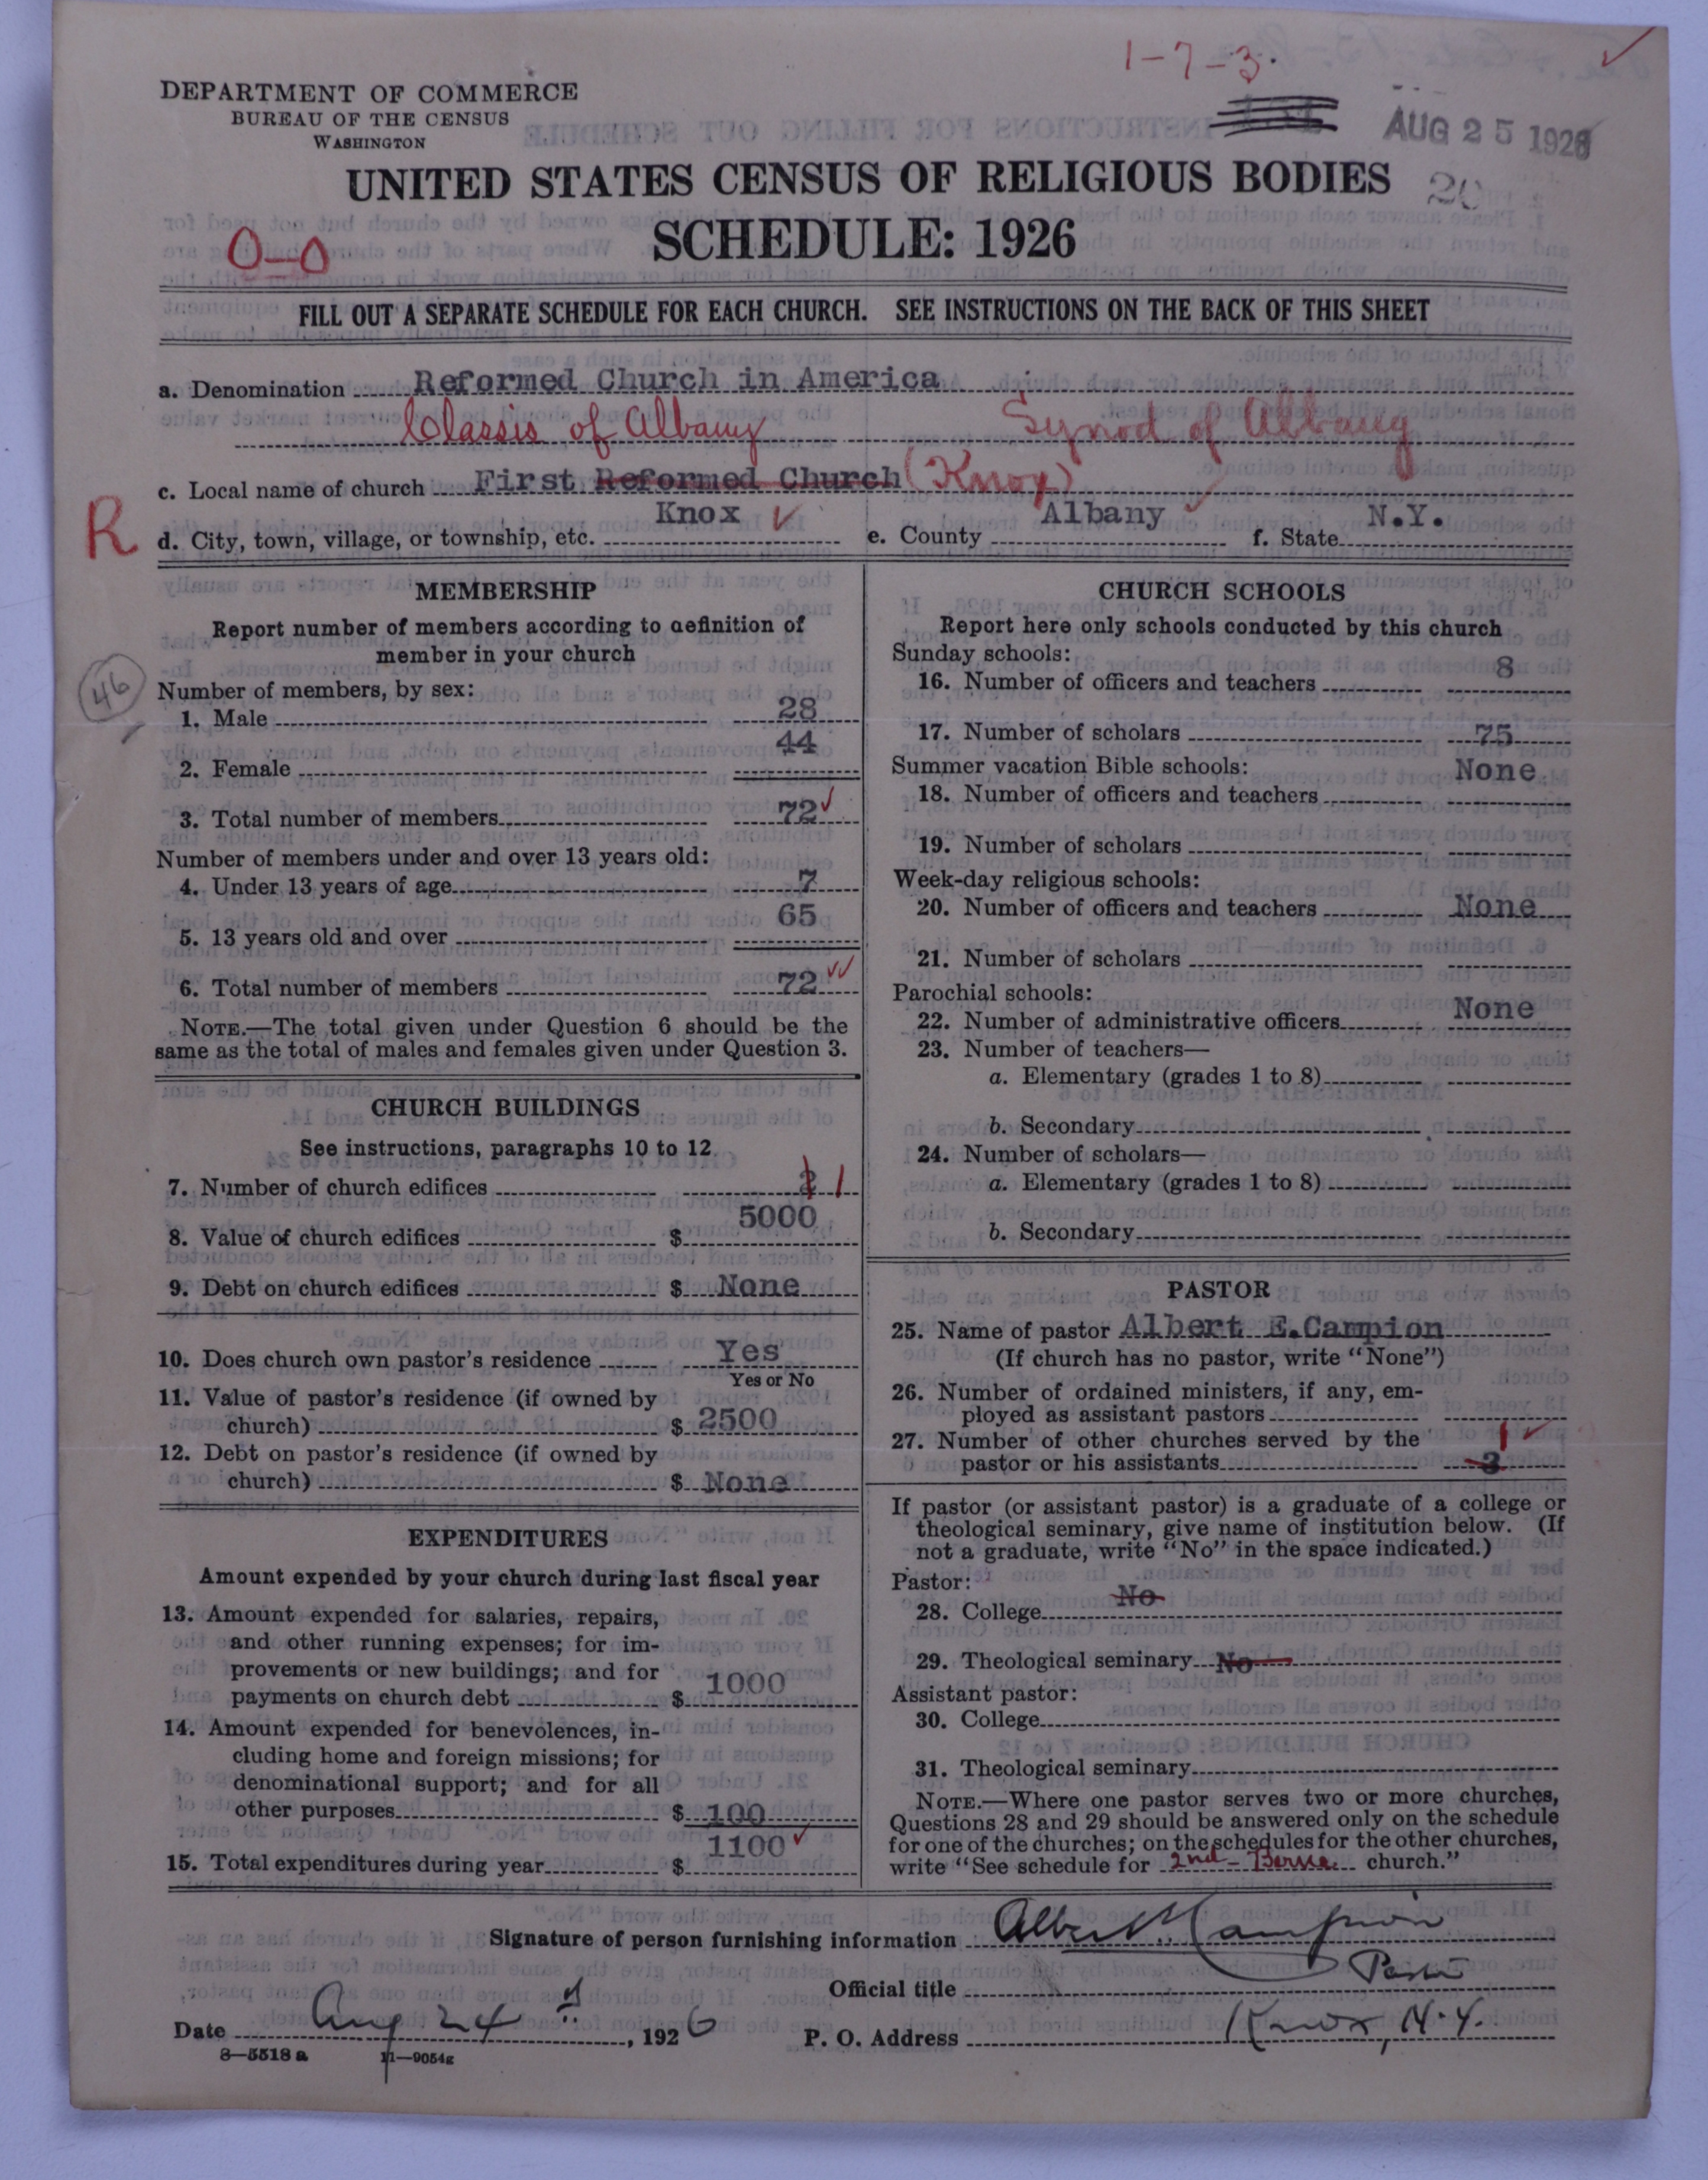 1-7-3.
DEPARTMENT OF COMMERCE
BUREAU OF THE CENSUS
WASHINGTON
AUG 25 1926
UNITED STATES CENSUS OF RELIGIOUS BODIES
20
SCHEDULE: 1926
0-0
FILL OUT A SEPARATE SCHEDULE FOR EACH CHURCH. SEE INSTRUCTIONS ON THE BACK OF THIS SHEET
a. Denomination Reformed Church in America
Classis of Albany Synod of Albany
c. Local name of church First Reformed Church (Knox)
R
d. City, town, village, or township, etc. Knox e. County Albany f. State N.Y.
MEMBERSHIP
Report number of members according to definition of
member in your church
46
Number of members, by sex:
1. Male 28
2. Female 44
3. Total number of members 72
Number of members under and over 13 years old:
4. Under 13 years of age 7
5. 13 years old and over 65
6. Total number of members 72
NOTE.—The total given under Question 6 should be the
same as the total of males and females given under Question 3.
CHURCH BUILDINGS
See instructions, paragraphs 10 to 12
7. Number of church edifices 2 1
8. Value of church edifices $ 5000
9. Debt on church edifices $ None
10. Does church own pastor's residence Yes
Yes or No
11. Value of pastor's residence (if owned by
church) $ 2500
12. Debt on pastor's residence (if owned by
church) $ None
EXPENDITURES
Amount expended by your church during last fiscal year
13. Amount expended for salaries, repairs,
and other running expenses; for im-
provements or new buildings; and for
payments on church debt $ 1000
14. Amount expended for benevolences, in-
cluding home and foreign missions; for
denominational support; and for all
other purposes $ 100
15. Total expenditures during year $ 1100
CHURCH SCHOOLS
Report here only schools conducted by this church
Sunday schools:
16. Number of officers and teachers 8
17. Number of scholars 75
Summer vacation Bible schools:
18. Number of officers and teachers None
19. Number of scholars
Week-day religious schools:
20. Number of officers and teachers None
21. Number of scholars
Parochial schools:
22. Number of administrative officers None
23. Number of teachers—
a. Elementary (grades 1 to 8)
b. Secondary
24. Number of scholars—
a. Elementary (grades 1 to 8)
b. Secondary
PASTOR
25. Name of pastor Albert E.Campion
(If church has no pastor, write "None")
26. Number of ordained ministers, if any, em-
ployed as assistant pastors
27. Number of other churches served by the 1
pastor or his assistants 3
If pastor (or assistant pastor) is a graduate of a college or
theological seminary, give name of institution below. (If
not a graduate, write "No" in the space indicated.)
Pastor:
28. College No
29. Theological seminary No
Assistant pastor:
30. College
31. Theological seminary
NOTE.—Where one pastor serves two or more churches,
Questions 28 and 29 should be answered only on the schedule
for one of the churches; on the schedules for the other churches,
write "See schedule for 2nd - Berne church."
Signature of person furnishing information Albert Campion
Official title Pastor
Date Aug 24th, 1926 P. O. Address Knox, N.Y.
8—5518 a 11—9054g